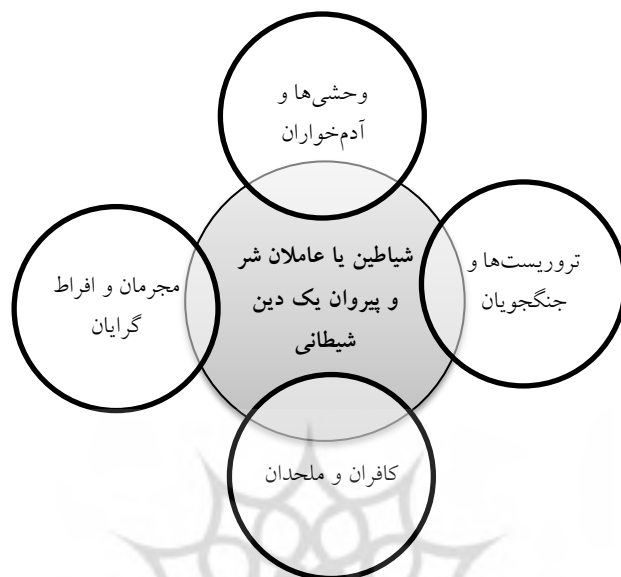 وحشی‌ها و
آدم‌خواران
تروریست‌ها و
جنگجویان
شیاطین یا عاملان شر
و پیروان یک دین
شیطانی
مجرمان و افراط
گرایان
کافران و ملحدان